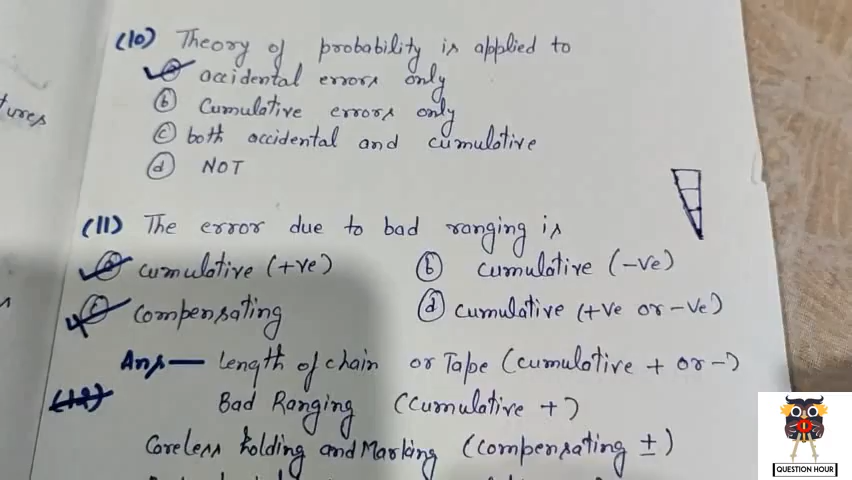 (10) Theory of probability is applied to
(a) accidental errors only
(b) Cumulative errors only
(c) both accidental and cumulative
(d) NOT
tures
(11) The error due to bad ranging is
(a) cumulative (+ve) (b) cumulative (-ve)
(c) compensating (d) cumulative (+ve or -ve)
Ans — Length of chain or Tape (cumulative + or -)
(12) Bad Ranging (cumulative +)
Careless holding and Marking (compensating ±)
QUESTION HOUR